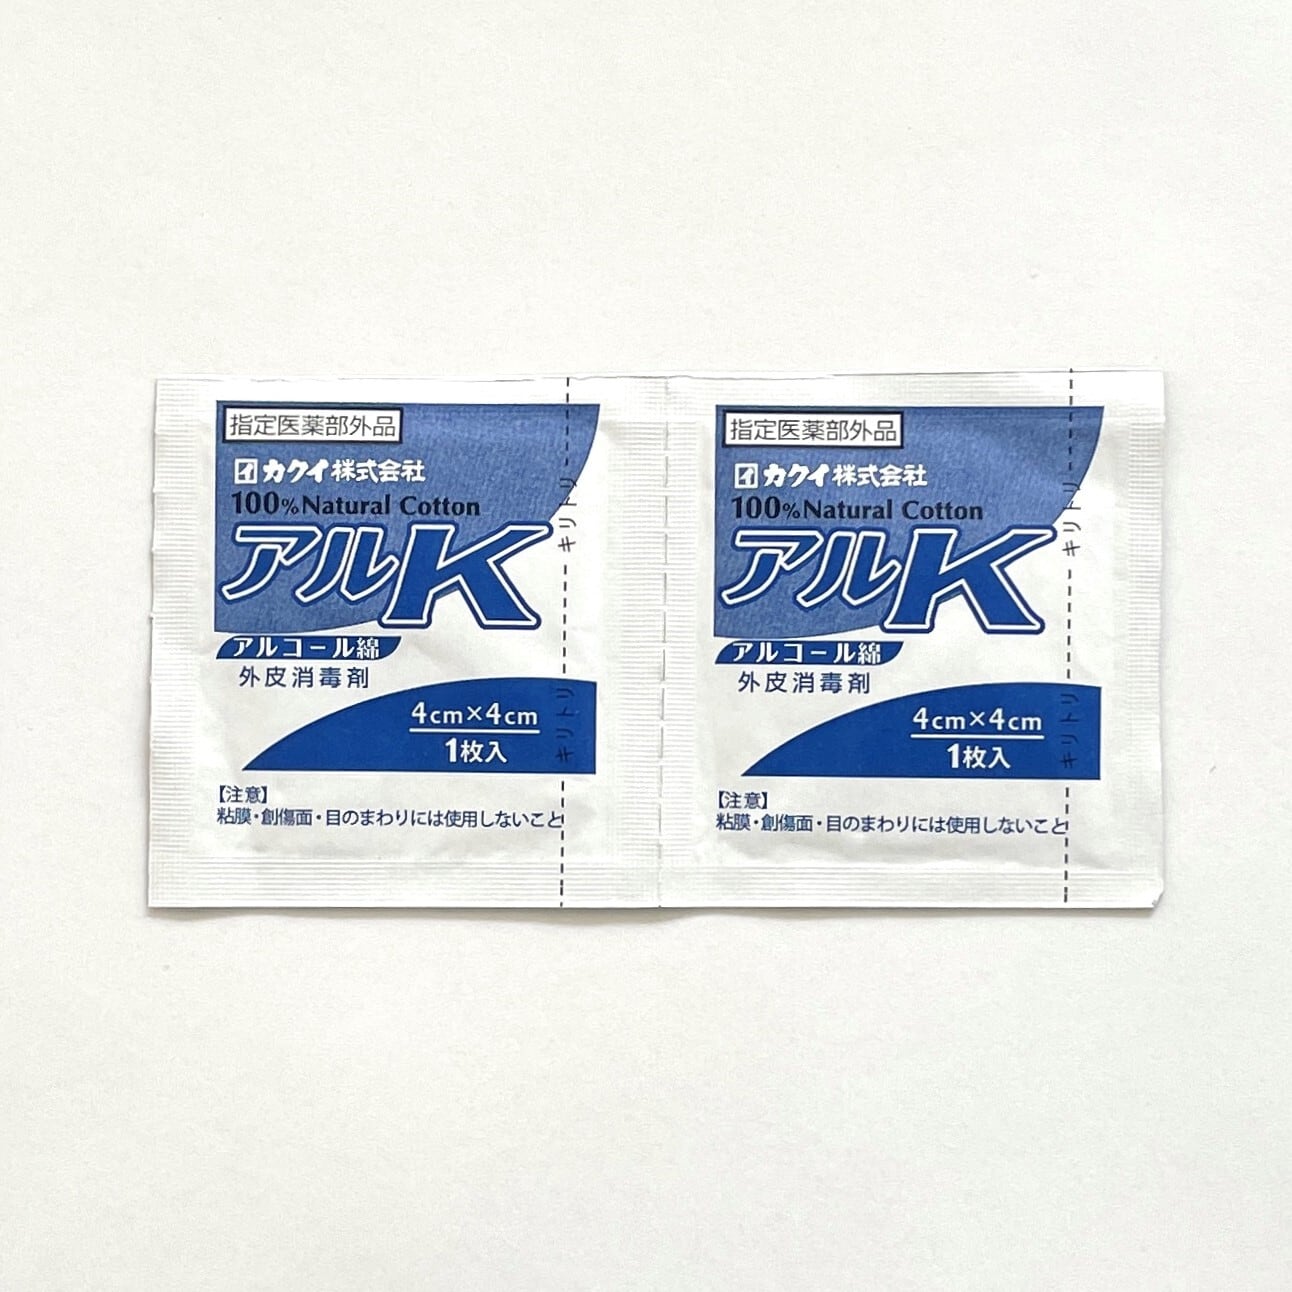 指定医薬部外品
イ カクイ株式会社
100%Natural Cotton
アルK
アルコール綿
外皮消毒剤
4cm×4cm
1枚入
キリトリ
キリトリ
【注意】
粘膜・創傷面・目のまわりには使用しないこと
指定医薬部外品
イ カクイ株式会社
100%Natural Cotton
アルK
アルコール綿
外皮消毒剤
4cm×4cm
1枚入
キリトリ
キリトリ
【注意】
粘膜・創傷面・目のまわりには使用しないこと